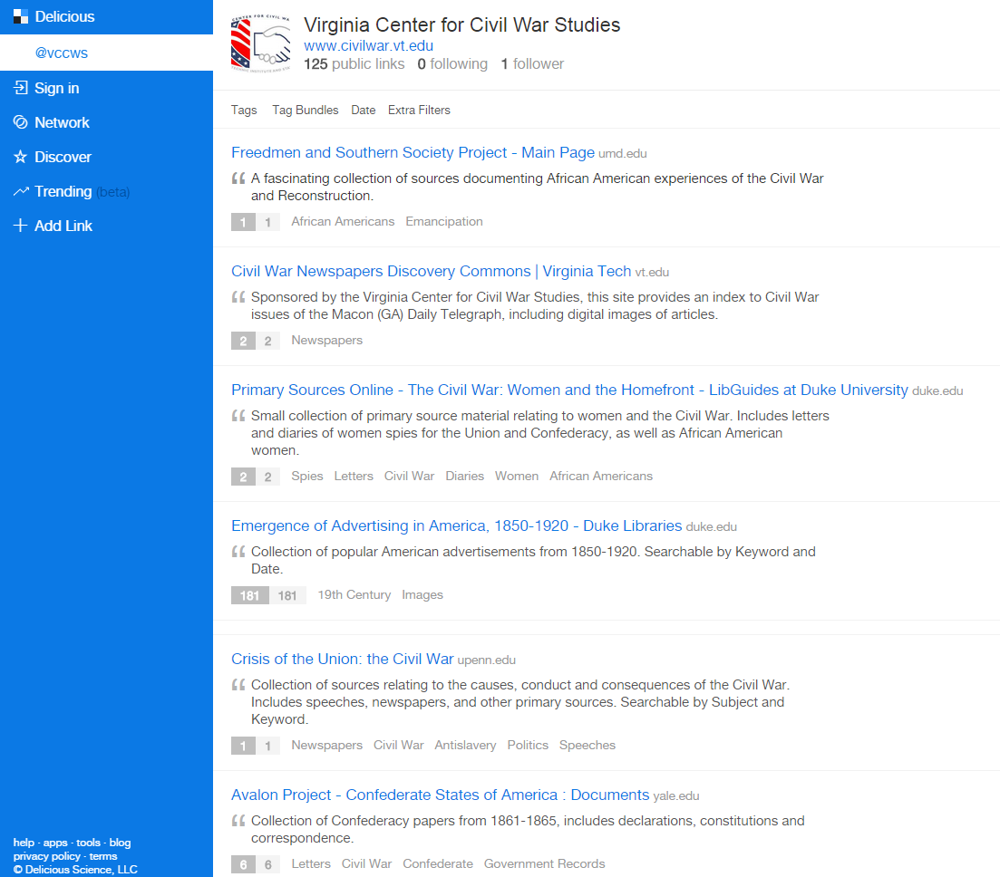 Delicious
@vccws
Sign in
Network
Discover
Trending (beta)
Add Link
help · apps · tools · blog
privacy policy · terms
© Delicious Science, LLC
CENTER FOR CIVIL WA
Virginia Center for Civil War Studies
www.civilwar.vt.edu
125 public links 0 following 1 follower
Tags Tag Bundles Date Extra Filters
Freedmen and Southern Society Project - Main Page umd.edu
“ A fascinating collection of sources documenting African American experiences of the Civil War
and Reconstruction.
1 1 African Americans Emancipation
Civil War Newspapers Discovery Commons | Virginia Tech vt.edu
“ Sponsored by the Virginia Center for Civil War Studies, this site provides an index to Civil War
issues of the Macon (GA) Daily Telegraph, including digital images of articles.
2 2 Newspapers
Primary Sources Online - The Civil War: Women and the Homefront - LibGuides at Duke University duke.edu
“ Small collection of primary source material relating to women and the Civil War. Includes letters
and diaries of women spies for the Union and Confederacy, as well as African American
women.
2 2 Spies Letters Civil War Diaries Women African Americans
Emergence of Advertising in America, 1850-1920 - Duke Libraries duke.edu
“ Collection of popular American advertisements from 1850-1920. Searchable by Keyword and
Date.
181 181 19th Century Images
Crisis of the Union: the Civil War upenn.edu
“ Collection of sources relating to the causes, conduct and consequences of the Civil War.
Includes speeches, newspapers, and other primary sources. Searchable by Subject and
Keyword.
1 1 Newspapers Civil War Antislavery Politics Speeches
Avalon Project - Confederate States of America : Documents yale.edu
“ Collection of Confederacy papers from 1861-1865, includes declarations, constitutions and
correspondence.
6 6 Letters Civil War Confederate Government Records